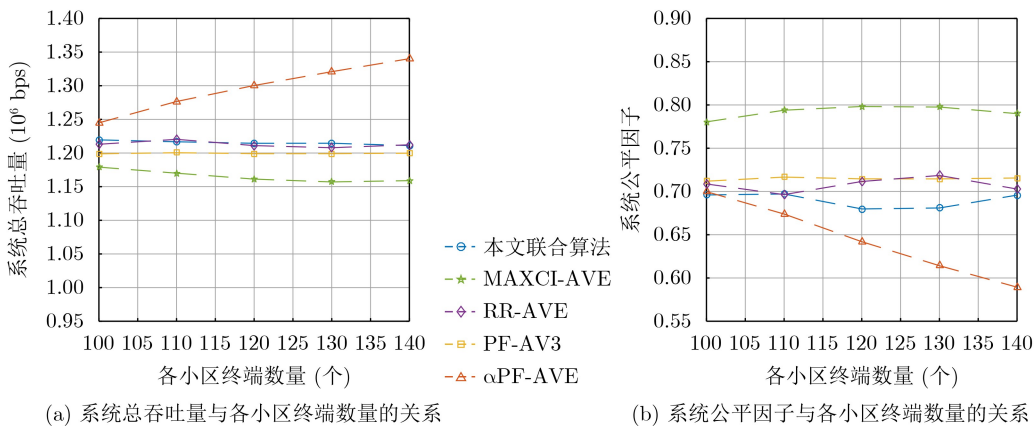 1.40
1.35
1.30
1.25
1.20
1.15
1.10
1.05
1.00
0.95
系统总吞吐量 (10⁶ bps)
100 105 110 115 120 125 130 135 140
各小区终端数量 (个)
(a) 系统总吞吐量与各小区终端数量的关系
本文联合算法
MAXCI-AVE
RR-AVE
PF-AV3
αPF-AVE
0.90
0.85
0.80
0.75
0.70
0.65
0.60
0.55
系统公平因子
100 105 110 115 120 125 130 135 140
各小区终端数量 (个)
(b) 系统公平因子与各小区终端数量的关系